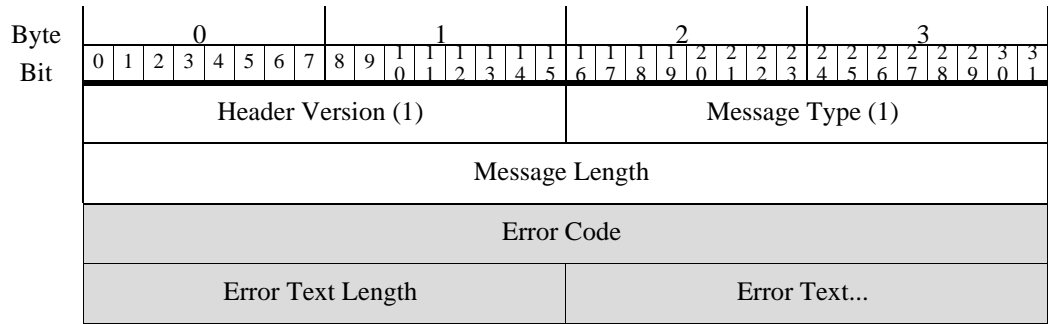 Byte 0 1 2 3
Bit 0 1 2 3 4 5 6 7 8 9 10 11 12 13 14 15 16 17 18 19 20 21 22 23 24 25 26 27 28 29 30 31
Header Version (1) Message Type (1)
Message Length
Error Code
Error Text Length Error Text...